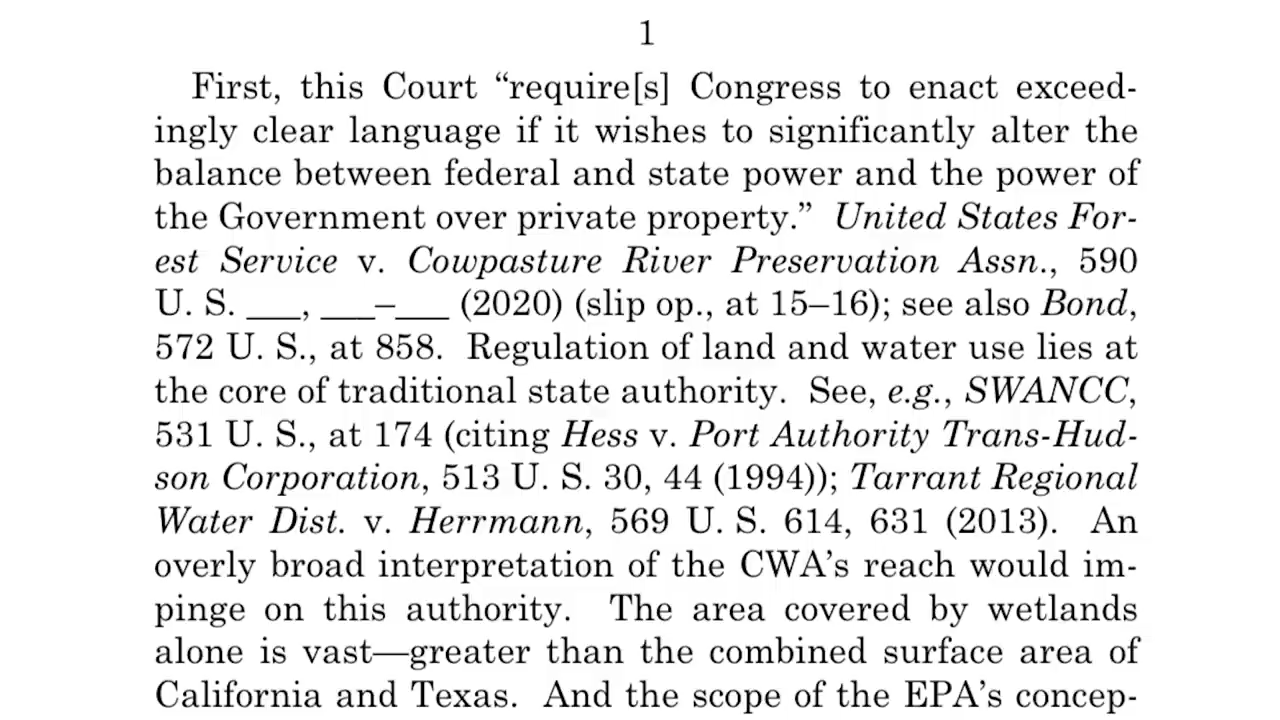 1
First, this Court “require[s] Congress to enact exceed-
ingly clear language if it wishes to significantly alter the
balance between federal and state power and the power of
the Government over private property.” United States For-
est Service v. Cowpasture River Preservation Assn., 590
U. S. ___, ___–___ (2020) (slip op., at 15–16); see also Bond,
572 U. S., at 858. Regulation of land and water use lies at
the core of traditional state authority. See, e.g., SWANCC,
531 U. S., at 174 (citing Hess v. Port Authority Trans-Hud-
son Corporation, 513 U. S. 30, 44 (1994)); Tarrant Regional
Water Dist. v. Herrmann, 569 U. S. 614, 631 (2013). An
overly broad interpretation of the CWA’s reach would im-
pinge on this authority. The area covered by wetlands
alone is vast—greater than the combined surface area of
California and Texas. And the scope of the EPA’s concep-